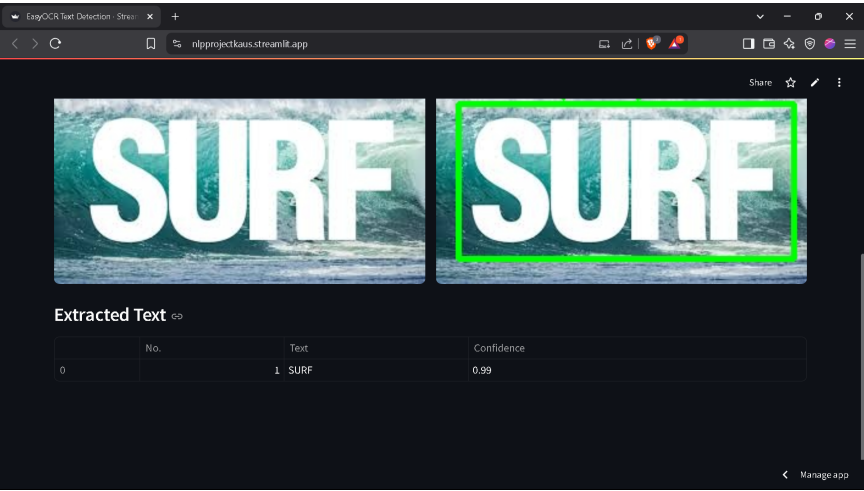 EasyOCR Text Detection · Strear
nlpprojectkaus.streamlit.app
Share
SURF
SURF
Extracted Text
No. Text Confidence
0 1 SURF 0.99
Manage app